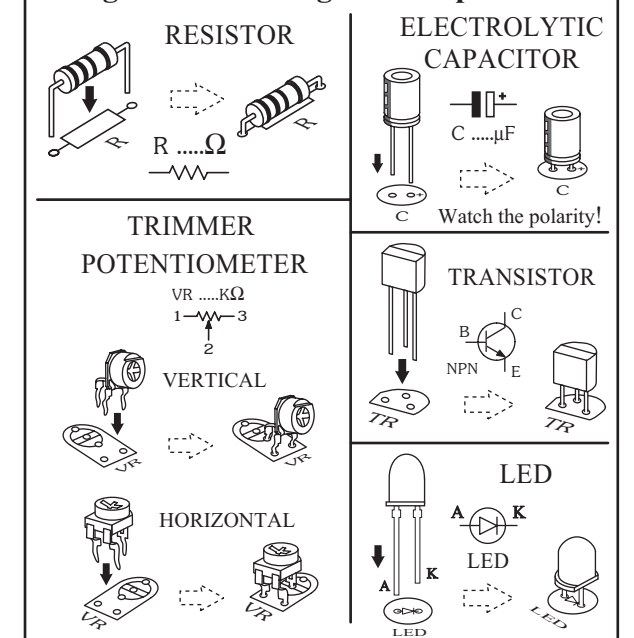 RESISTOR
R
R .....Ω
R
ELECTROLYTIC
CAPACITOR
+
C .....µF
+
C
+
C
Watch the polarity!
TRIMMER
POTENTIOMETER
VR .....KΩ
1 3
2
VERTICAL
VR
VR
HORIZONTAL
VR
VR
TRANSISTOR
C
B
NPN E
TR
TR
LED
A K
LED
A K
LED
LED